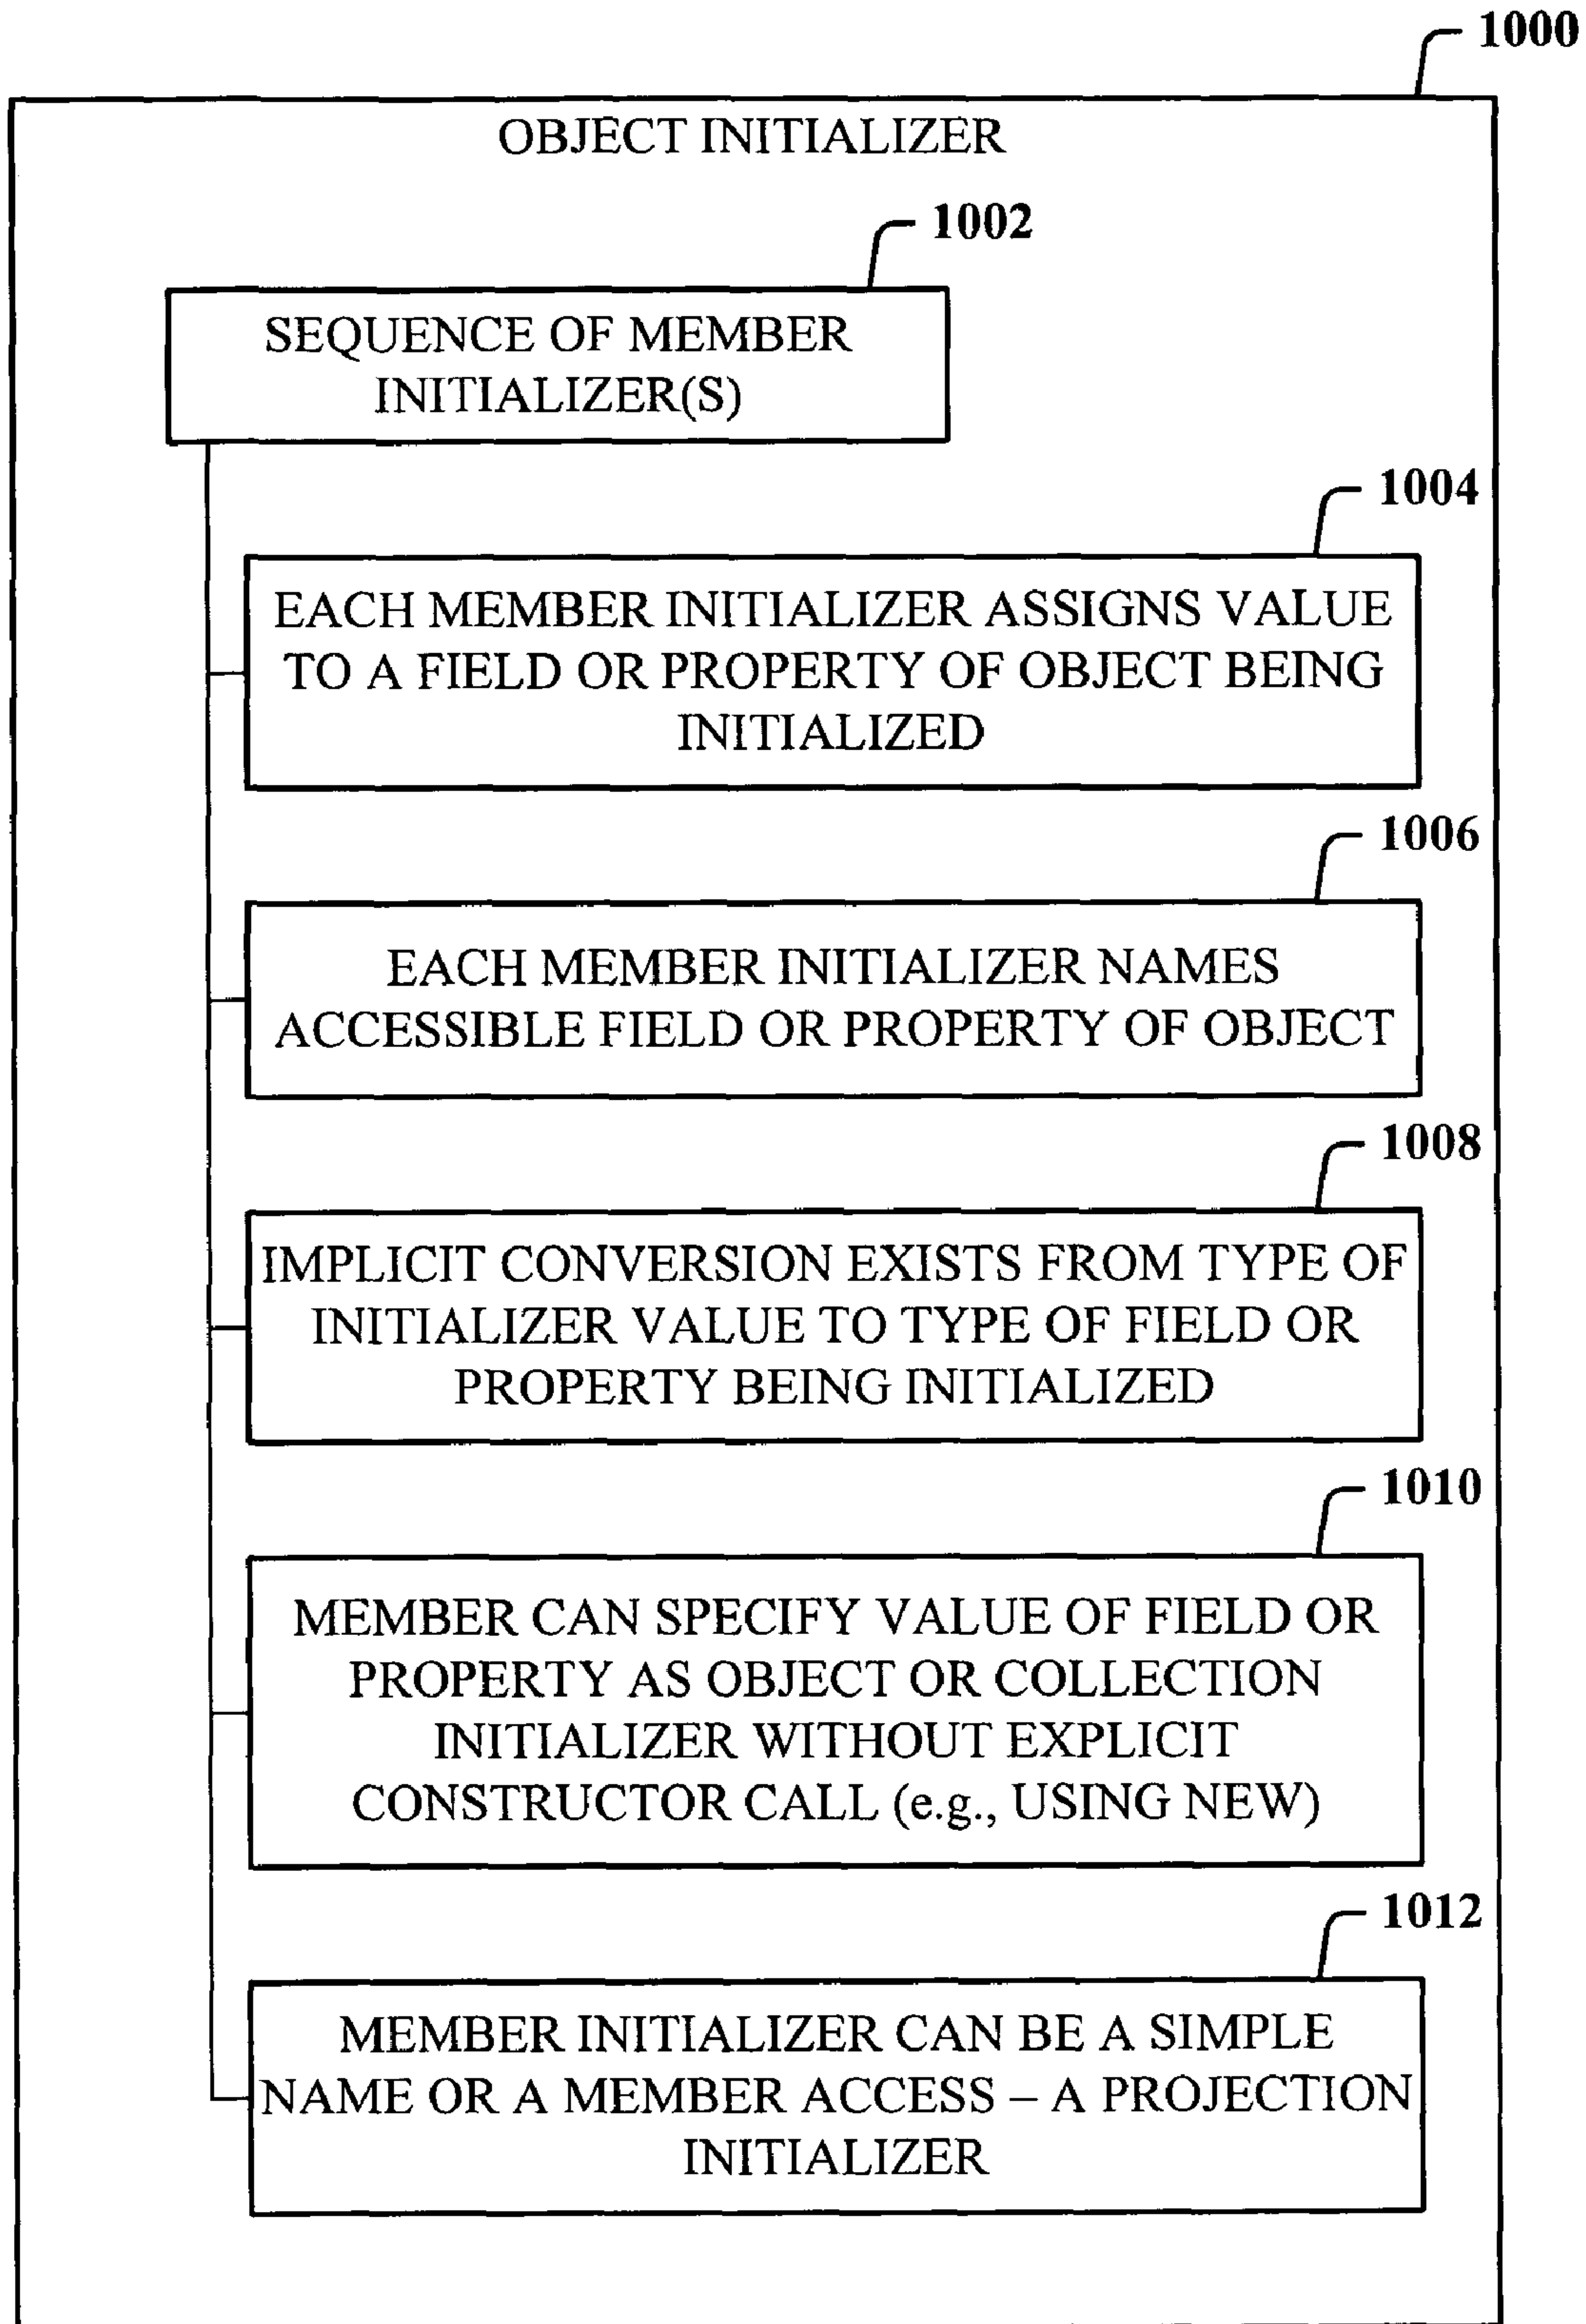 1000
OBJECT INITIALIZER
1002
SEQUENCE OF MEMBER
INITIALIZER(S)
1004
EACH MEMBER INITIALIZER ASSIGNS VALUE
TO A FIELD OR PROPERTY OF OBJECT BEING
INITIALIZED
1006
EACH MEMBER INITIALIZER NAMES
ACCESSIBLE FIELD OR PROPERTY OF OBJECT
1008
IMPLICIT CONVERSION EXISTS FROM TYPE OF
INITIALIZER VALUE TO TYPE OF FIELD OR
PROPERTY BEING INITIALIZED
1010
MEMBER CAN SPECIFY VALUE OF FIELD OR
PROPERTY AS OBJECT OR COLLECTION
INITIALIZER WITHOUT EXPLICIT
CONSTRUCTOR CALL (e.g., USING NEW)
1012
MEMBER INITIALIZER CAN BE A SIMPLE
NAME OR A MEMBER ACCESS – A PROJECTION
INITIALIZER